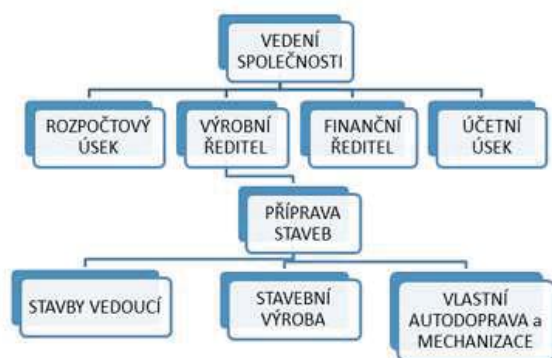 VEDENÍ
SPOLEČNOSTI
ROZPOČTOVÝ
ÚSEK
VÝROBNÍ
ŘEDITEL
FINANČNÍ
ŘEDITEL
ÚČETNÍ
ÚSEK
PŘÍPRAVA
STAVEB
STAVBY VEDOUCÍ
STAVEBNÍ
VÝROBA
VLASTNÍ
AUTODOPRAVA a
MECHANIZACE